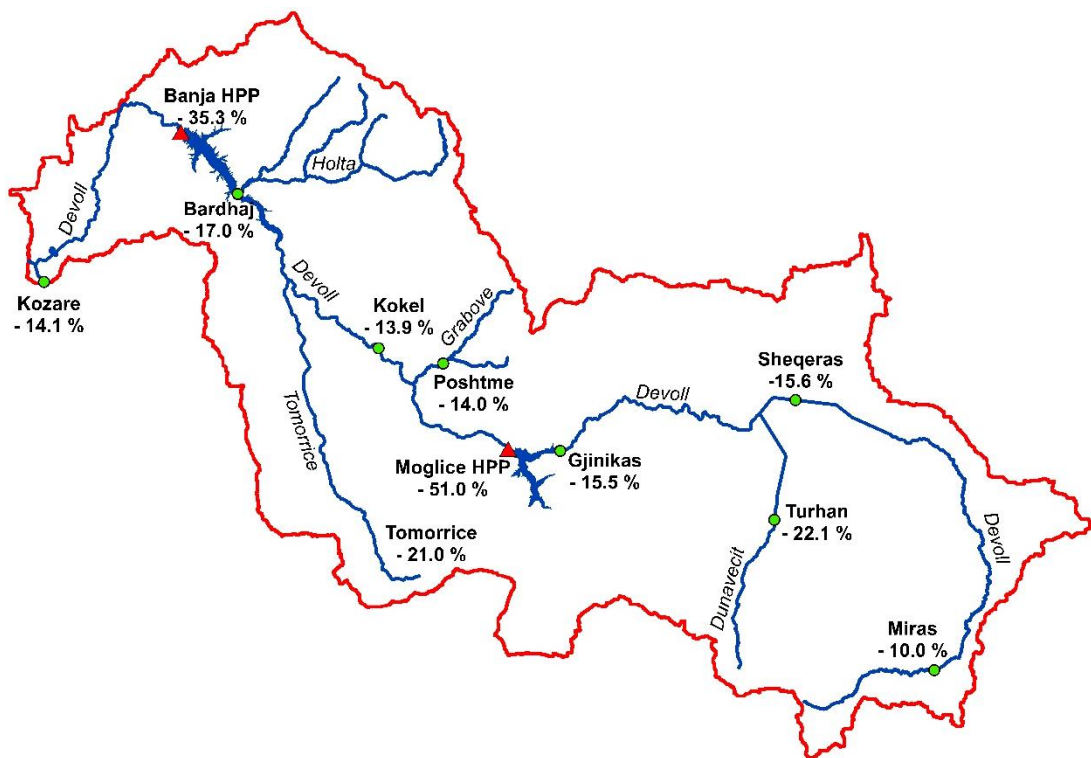 Banja HPP
- 35.3 %
Holta
Devoll
Bardhaj
- 17.0 %
Devoll
Kozare
- 14.1 %
Kokel
- 13.9 %
Grabove
Poshtme
- 14.0 %
Sheqeras
-15.6 %
Devoll
Tomorrice
Moglice HPP
- 51.0 %
Gjinikas
- 15.5 %
Turhan
- 22.1 %
Devoll
Tomorrice
- 21.0 %
Dunavecit
Miras
- 10.0 %